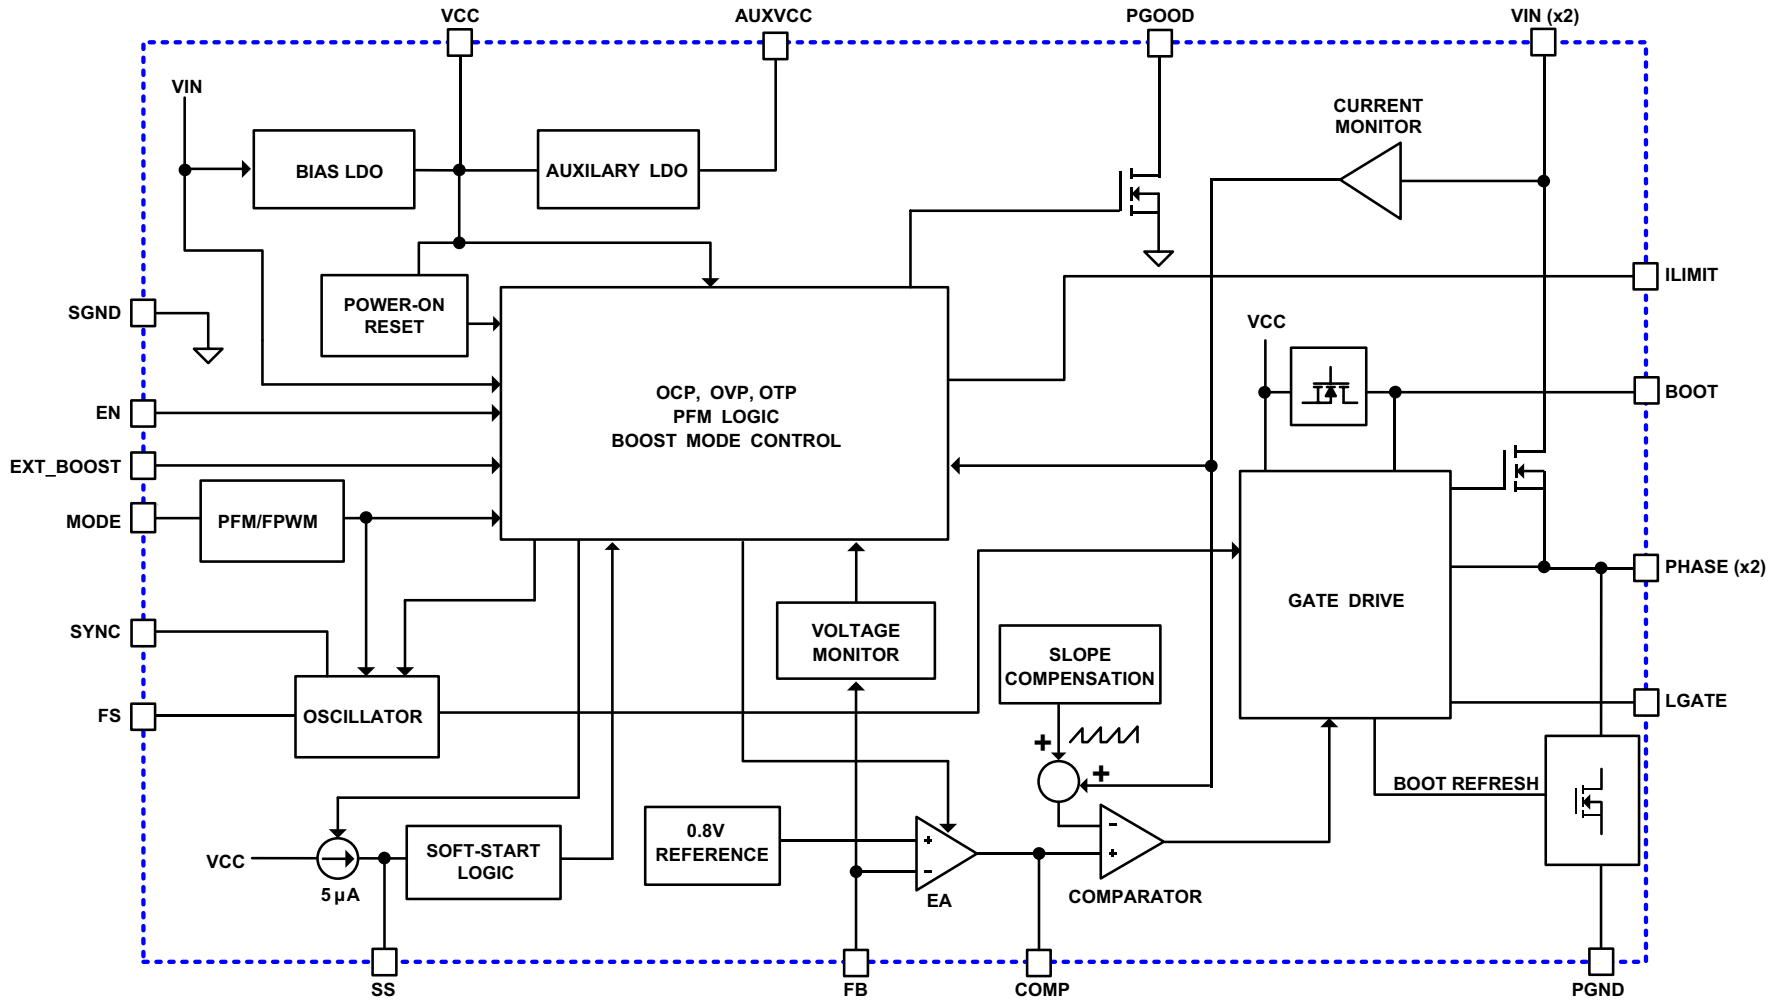 VCC
AUXVCC
PGOOD
VIN (x2)
VIN
CURRENT
MONITOR
BIAS LDO
AUXILARY LDO
ILIMIT
SGND
POWER-ON
RESET
VCC
BOOT
OCP, OVP, OTP
PFM LOGIC
BOOST MODE CONTROL
EN
EXT_BOOST
MODE
PFM/FPWM
PHASE (x2)
GATE DRIVE
SYNC
VOLTAGE
MONITOR
SLOPE
COMPENSATION
LGATE
FS
OSCILLATOR
+
+
BOOT REFRESH
0.8V
REFERENCE
+
-
EA
-
+
COMPARATOR
VCC
5 µA
SOFT-START
LOGIC
SS
FB
COMP
PGND